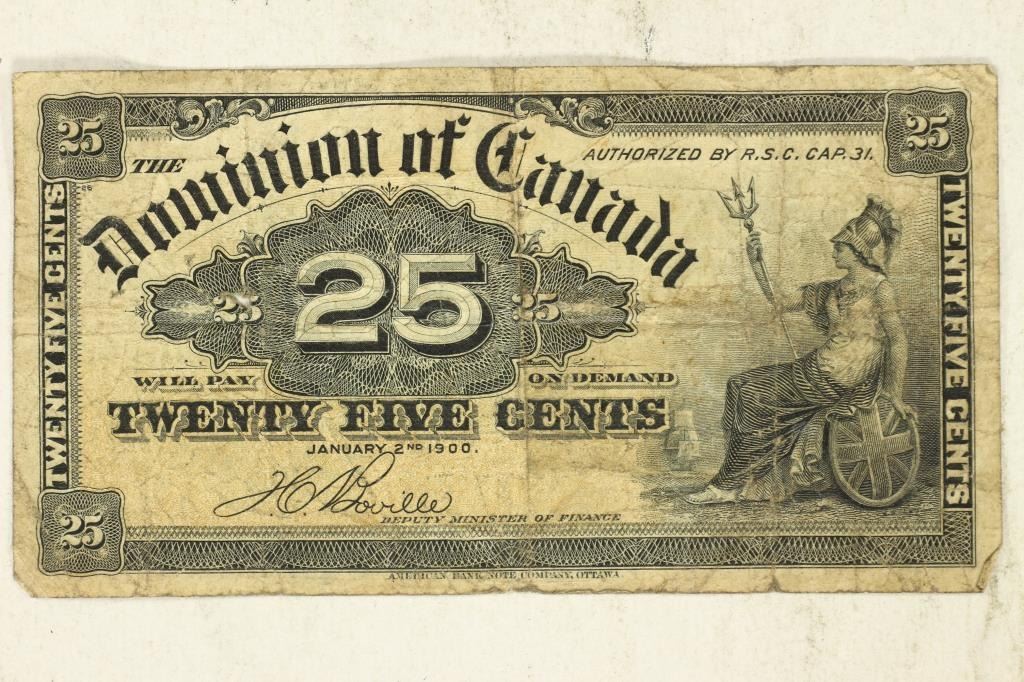 25
25
THE
Dominion of Canada
AUTHORIZED BY R.S.C. CAP. 31.
TWENTY FIVE CENTS
TWENTY FIVE CENTS
25
25
25
WILL PAY
ON DEMAND
TWENTY FIVE CENTS
JANUARY 2ND 1900.
H.C. Boville
DEPUTY MINISTER OF FINANCE
25
AMERICAN BANK NOTE COMPANY, OTTAWA